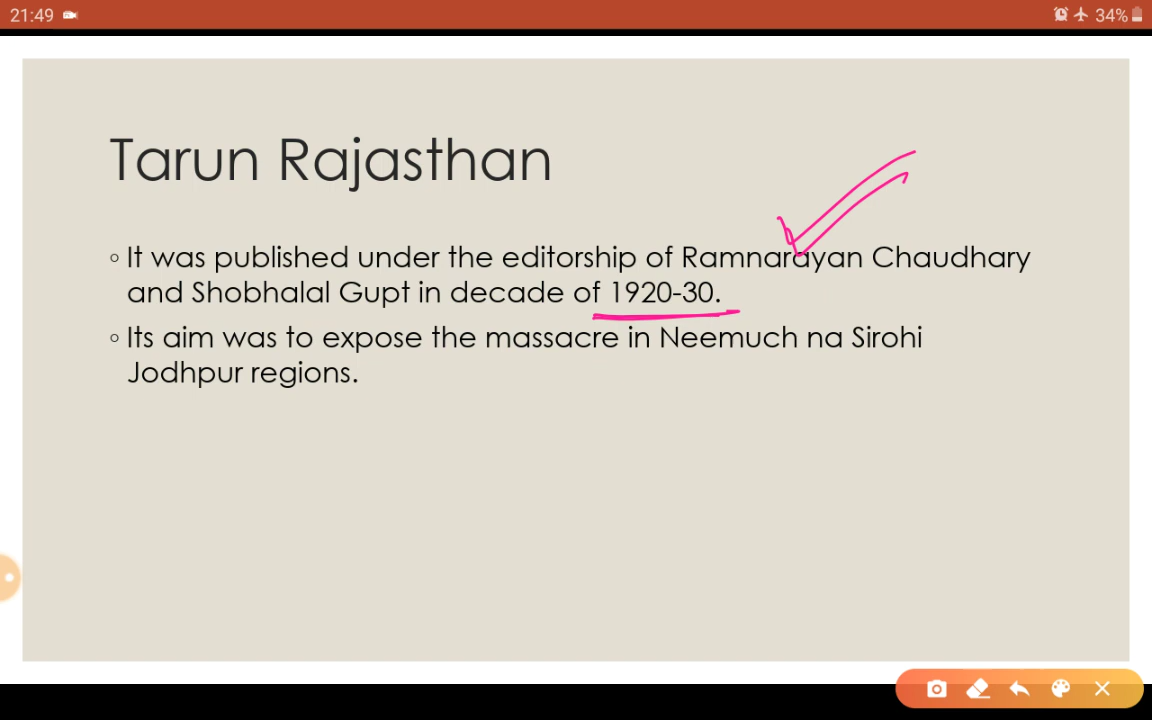 21:49
34%
Tarun Rajasthan
◦ It was published under the editorship of Ramnarayan Chaudhary
and Shobhalal Gupt in decade of 1920-30.
◦ Its aim was to expose the massacre in Neemuch na Sirohi
Jodhpur regions.